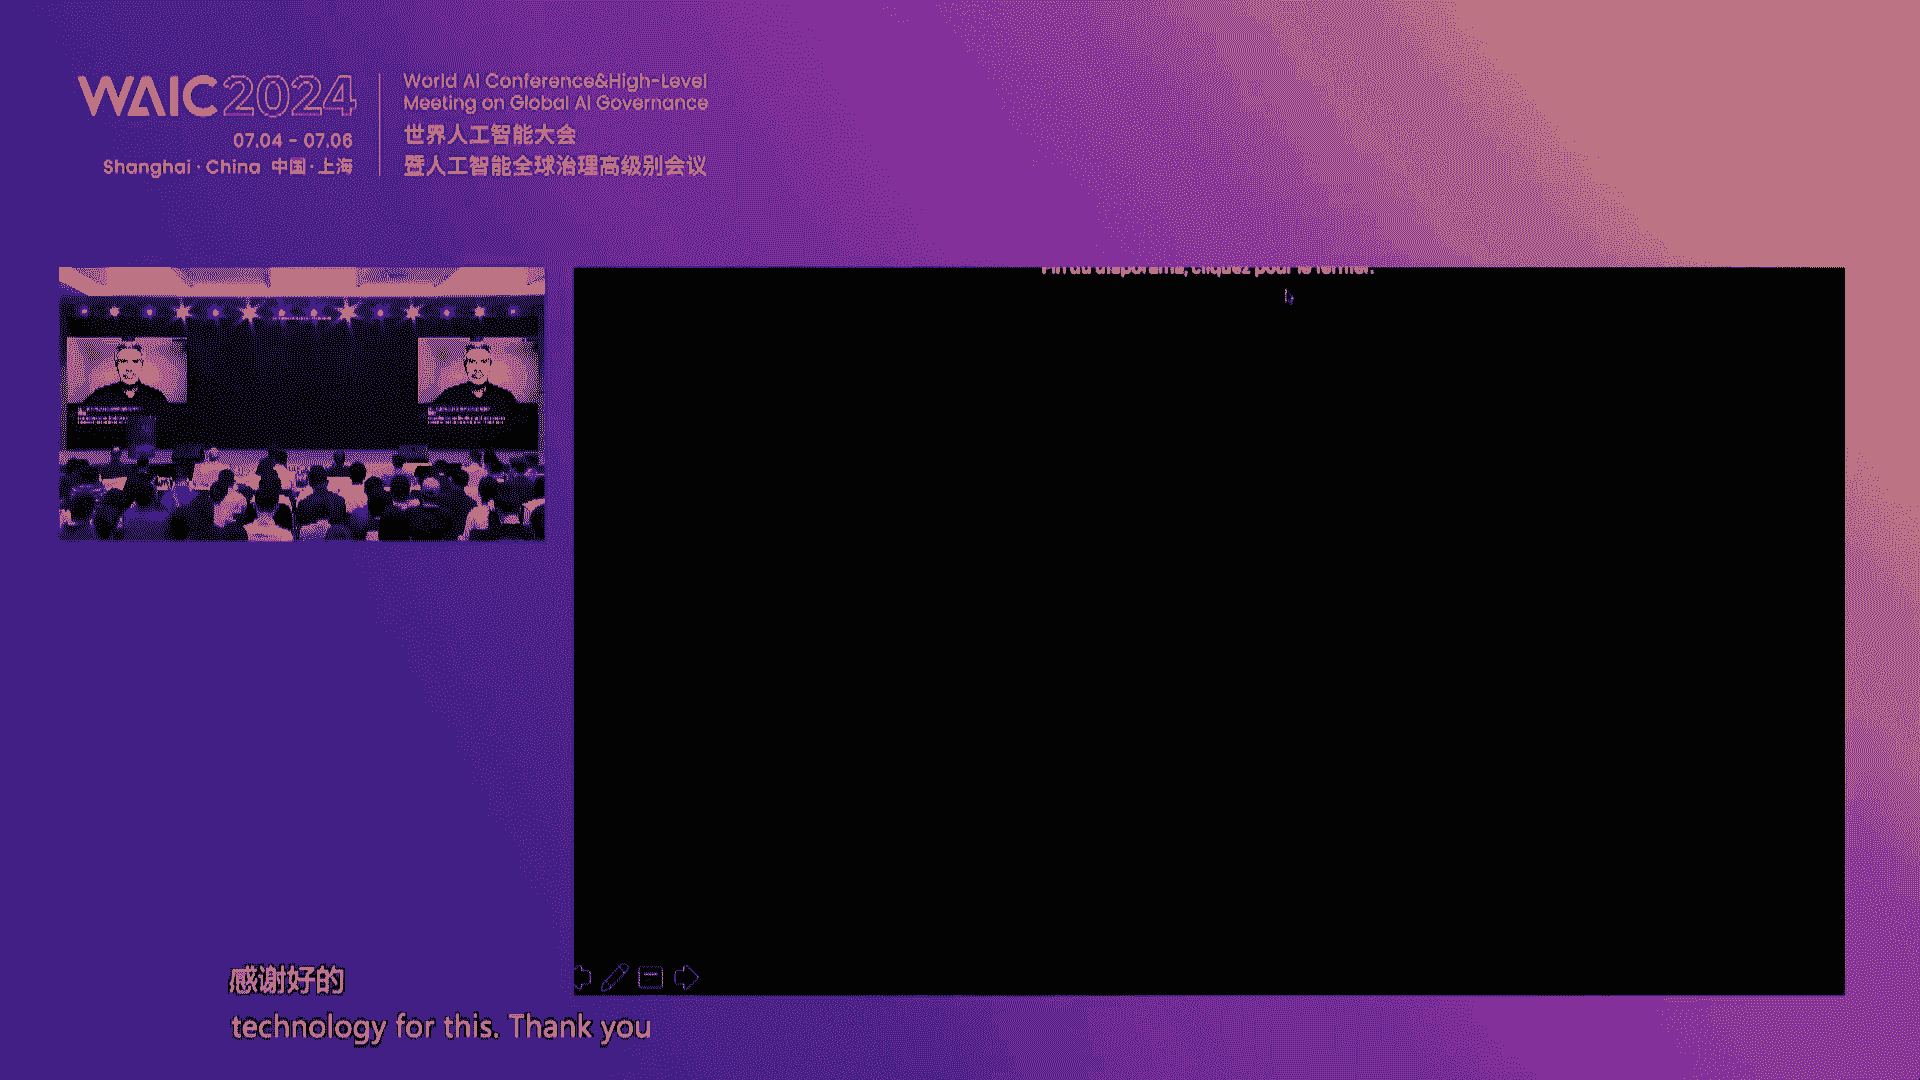 WAIC 2024
07.04 - 07.06
Shanghai · China 中国·上海
World AI Conference&High-Level
Meeting on Global AI Governance
世界人工智能大会
暨人工智能全球治理高级别会议
Fin du diaporama, cliquez pour le fermer.
感谢好的
technology for this. Thank you